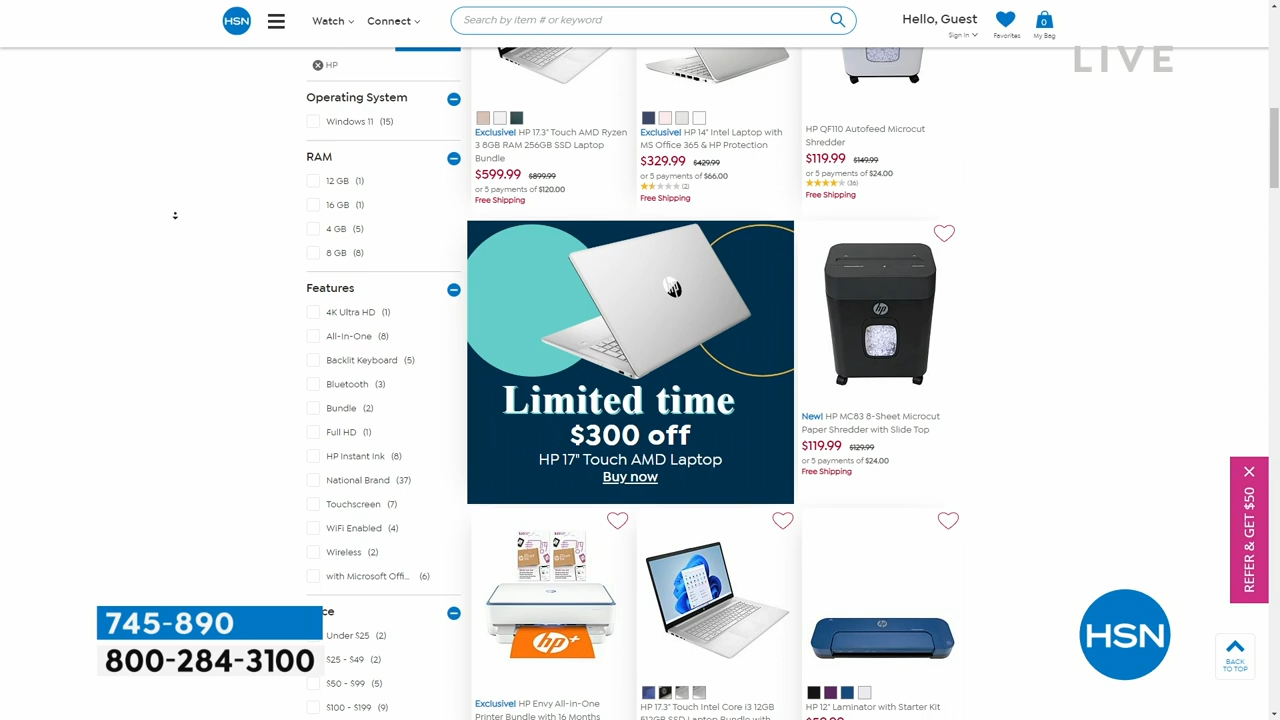 HSN
Watch
Connect
Search by item # or keyword
Hello, Guest
Sign In
Favorites
0
My Bag
LIVE
HP
Operating System
Windows 11 (15)
RAM
12 GB (1)
16 GB (1)
4 GB (5)
8 GB (8)
Features
4K Ultra HD (1)
All-In-One (8)
Backlit Keyboard (5)
Bluetooth (3)
Bundle (2)
Full HD (1)
HP Instant Ink (8)
National Brand (37)
Touchscreen (7)
WiFi Enabled (4)
Wireless (2)
with Microsoft Offi... (6)
ce
Under $25 (2)
$25 - $49 (2)
$50 - $99 (5)
$100 - $199 (9)
Exclusive! HP 17.3" Touch AMD Ryzen
3 8GB RAM 256GB SSD Laptop
Bundle
$599.99 $899.99
or 5 payments of $120.00
Free Shipping
Exclusive! HP 14" Intel Laptop with
MS Office 365 & HP Protection
$329.99 $429.99
or 5 payments of $66.00
(2)
Free Shipping
HP QF110 Autofeed Microcut
Shredder
$119.99 $149.99
or 5 payments of $24.00
(36)
Free Shipping
hp
Limited time
$300 off
HP 17" Touch AMD Laptop
Buy now
hp
New! HP MC83 8-Sheet Microcut
Paper Shredder with Slide Top
$119.99 $129.99
or 5 payments of $24.00
Free Shipping
hp+
Exclusive! HP Envy All-in-One
Printer Bundle with 16 Months
HP 17.3" Touch Intel Core i3 12GB
512GB SSD Laptop Bundle with
hp
HP 12" Laminator with Starter Kit
REFER & GET $50
745-890
800-284-3100
HSN
BACK
TO TOP